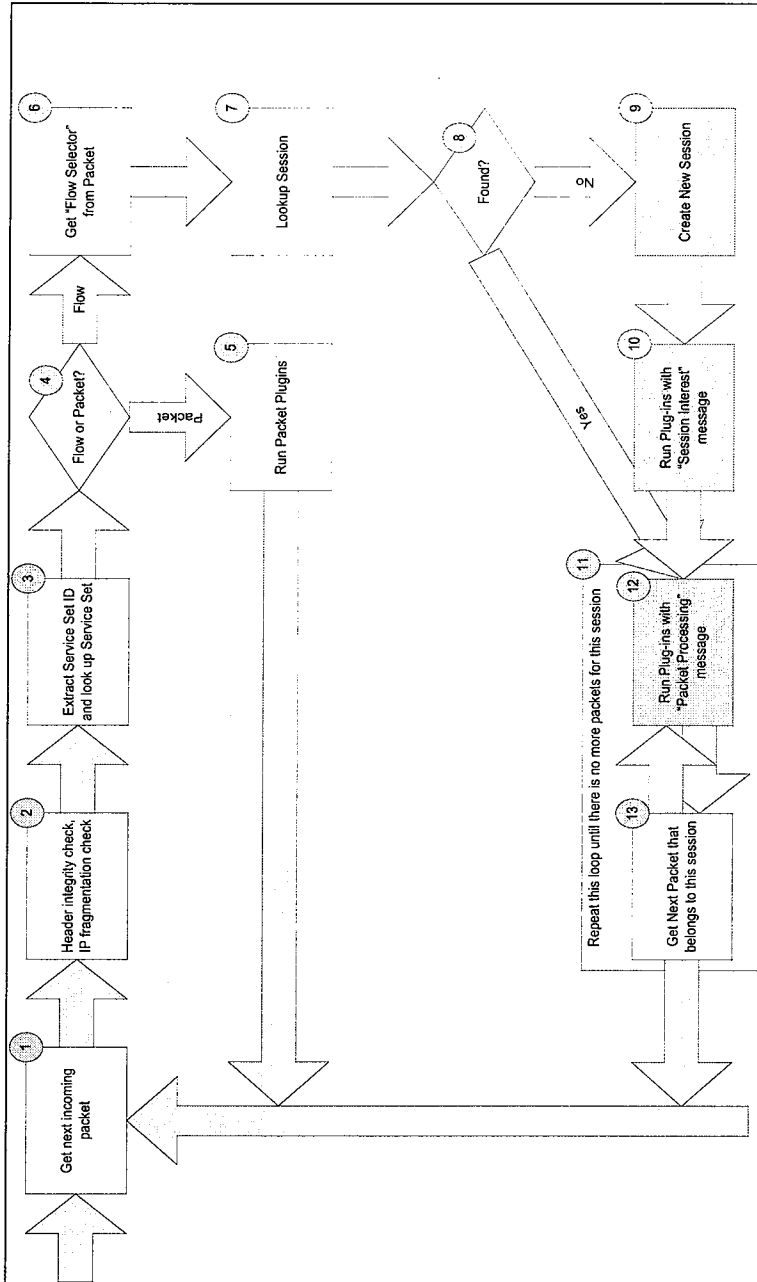 1
Get next incoming
packet
2
Header integrity check,
IP fragmentation check
3
Extract Service Set ID
and look up Service Set
4
Flow or Packet?
Flow
Packet
5
Run Packet Plugins
6
Get "Flow Selector"
from Packet
7
Lookup Session
8
Found?
Yes
No
9
Create New Session
10
Run Plug-ins with
"Session Interest"
message
11
Repeat this loop until there is no more packets for this session
12
Run Plug-ins with
"Packet Processing"
message
13
Get Next Packet that
belongs to this session